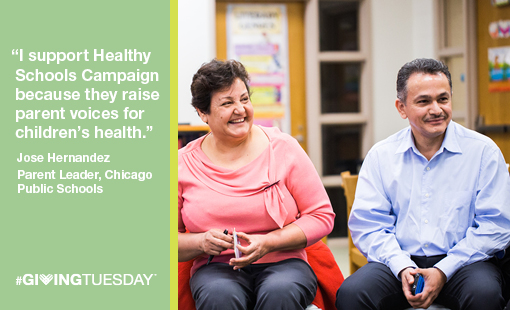 “I support Healthy
Schools Campaign
because they raise
parent voices for
children’s health.”
Jose Hernandez
Parent Leader, Chicago
Public Schools
#GIVINGTUESDAY™